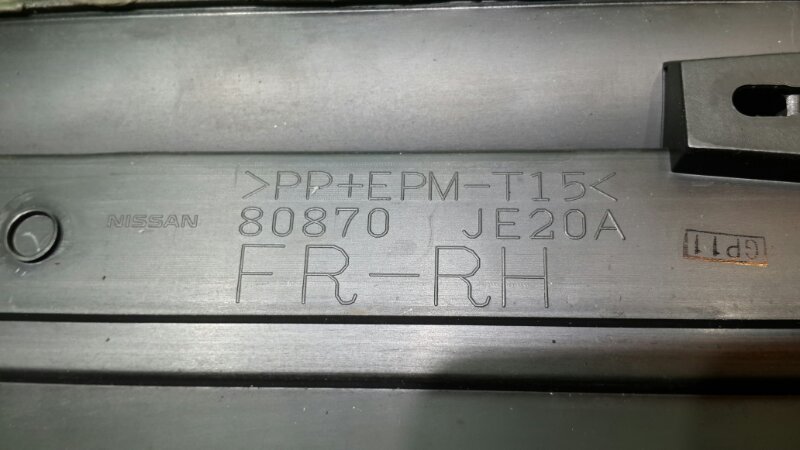 >PP+EPM-T15<
NISSAN 80870 JE20A
FR-RH
GP11